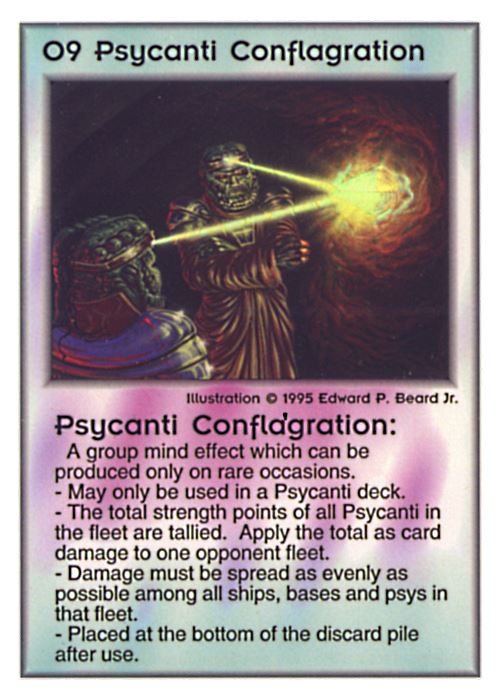 O9 Psycanti Conflagration
Illustration © 1995 Edward P. Beard Jr.
Psycanti Conflagration:
A group mind effect which can be
produced only on rare occasions.
- May only be used in a Psycanti deck.
- The total strength points of all Psycanti in
the fleet are tallied.  Apply the total as card
damage to one opponent fleet.
- Damage must be spread as evenly as
possible among all ships, bases and psys in
that fleet.
- Placed at the bottom of the discard pile
after use.